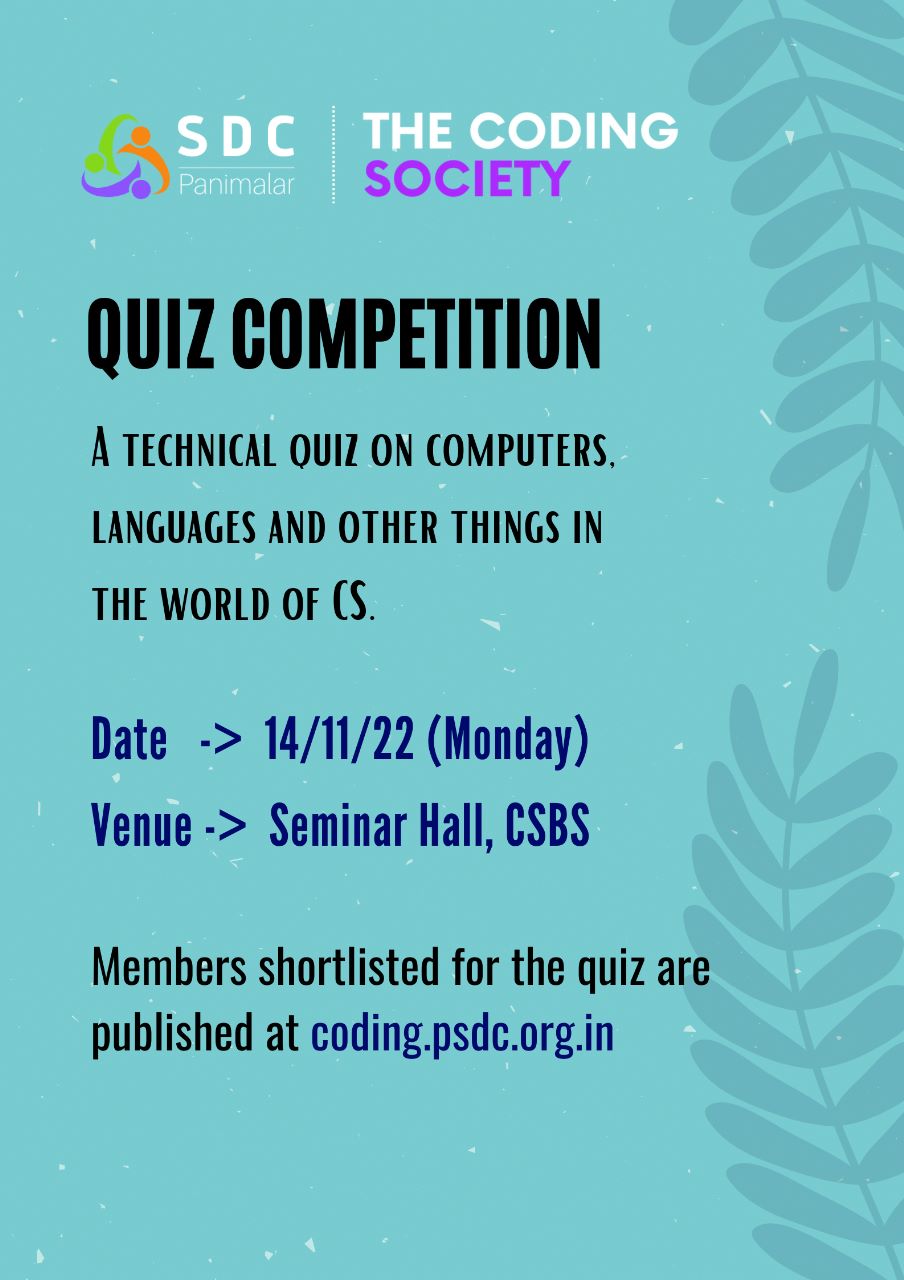 SDC
Panimalar
THE CODING
SOCIETY
QUIZ COMPETITION
A TECHNICAL QUIZ ON COMPUTERS,
LANGUAGES AND OTHER THINGS IN
THE WORLD OF CS.
Date -> 14/11/22 (Monday)
Venue -> Seminar Hall, CSBS
Members shortlisted for the quiz are
published at coding.psdc.org.in